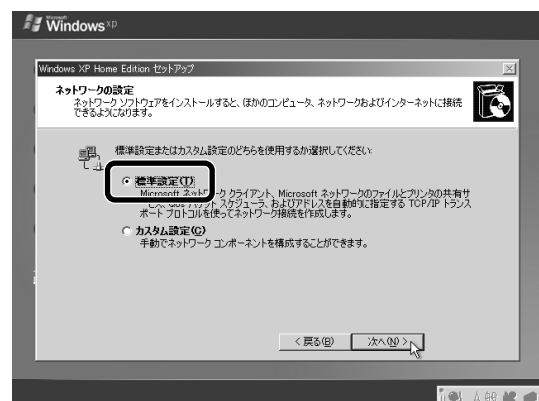 Microsoft
Windows xp
Windows XP Home Edition セットアップ
ネットワークの設定
ネットワーク ソフトウェアをインストールすると、ほかのコンピュータ、ネットワークおよびインターネットに接続
できるようになります。
標準設定またはカスタム設定のどちらを使用するか選択してください:
標準設定(T)
Microsoft ネットワーク クライアント、Microsoft ネットワークのファイルとプリンタの共有サ
ービス、QoS パケット スケジューラ、およびアドレスを自動的に指定する TCP/IP トランス
ポート プロトコルを使ってネットワーク接続を作成します。
カスタム設定(C)
手動でネットワーク コンポーネントを構成することができます。
< 戻る(B)
次へ(N) >
A 般